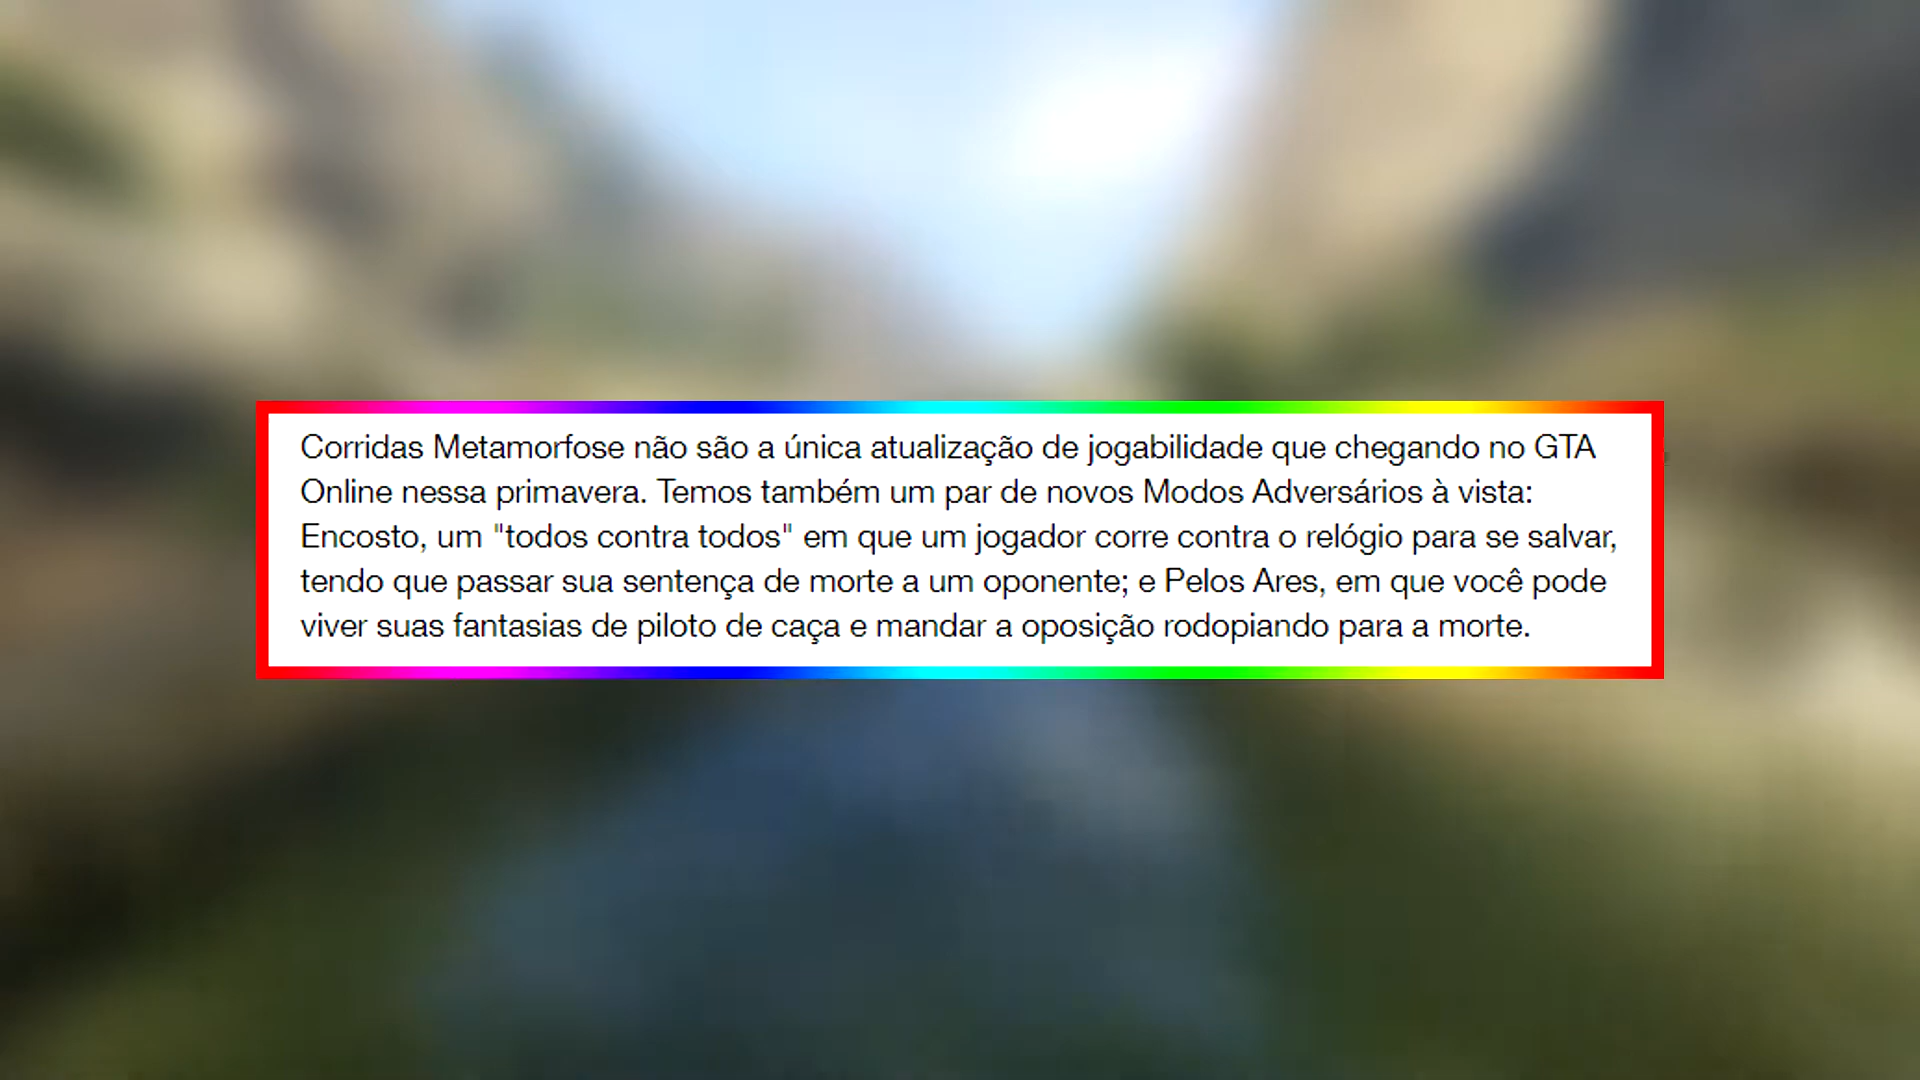 Corridas Metamorfose não são a única atualização de jogabilidade que chegando no GTA
Online nessa primavera. Temos também um par de novos Modos Adversários à vista:
Encosto, um "todos contra todos" em que um jogador corre contra o relógio para se salvar,
tendo que passar sua sentença de morte a um oponente; e Pelos Ares, em que você pode
viver suas fantasias de piloto de caça e mandar a oposição rodopiando para a morte.